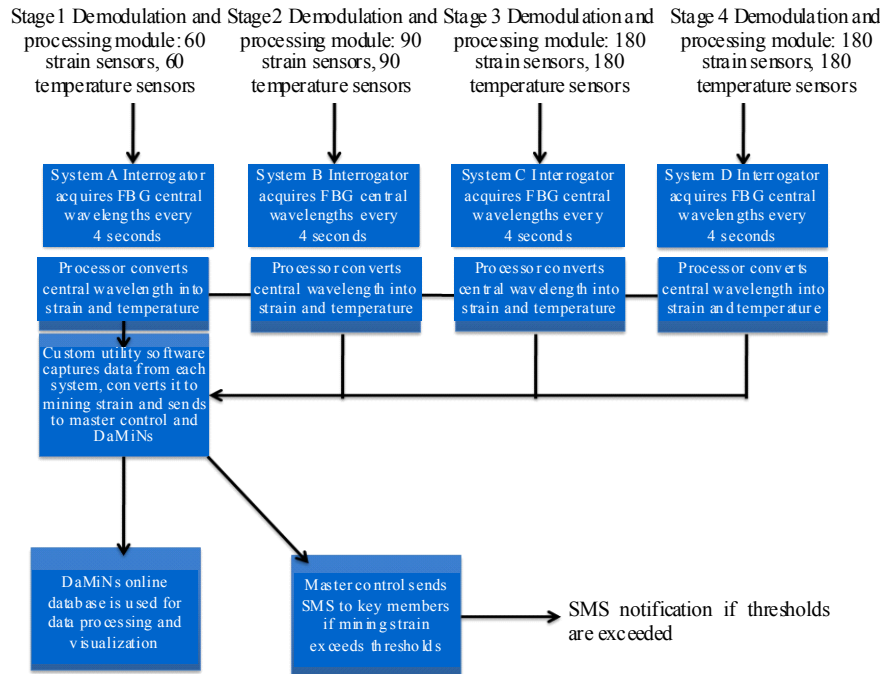 Stage 1 Demodulation and
processing module: 60
strain sensors, 60
temperature sensors
Stage 2 Demodulation and
processing module: 90
strain sensors, 90
temperature sensors
Stage 3 Demodulation and
processing module: 180
strain sensors, 180
temperature sensors
Stage 4 Demodulation and
processing module: 180
strain sensors, 180
temperature sensors
System A Interrogator
acquires FBG central
wavelengths every
4 seconds
System B Interrogator
acquires FBG central
wavelengths every
4 seconds
System C Interrogator
acquires FBG central
wavelengths every
4 seconds
System D Interrogator
acquires FBG central
wavelengths every
4 seconds
Processor converts
central wavelength into
strain and temperature
Processor converts
central wavelength into
strain and temperature
Processor converts
central wavelength into
strain and temperature
Processor converts
central wavelength into
strain and temperature
Custom utility software
captures data from each
system, converts it to
mining strain and sends
to master control and
DaMiNs
DaMiNs online
database is used for
data processing and
visualization
Master control sends
SMS to key members
if mining strain
exceeds thresholds
SMS notification if thresholds
are exceeded